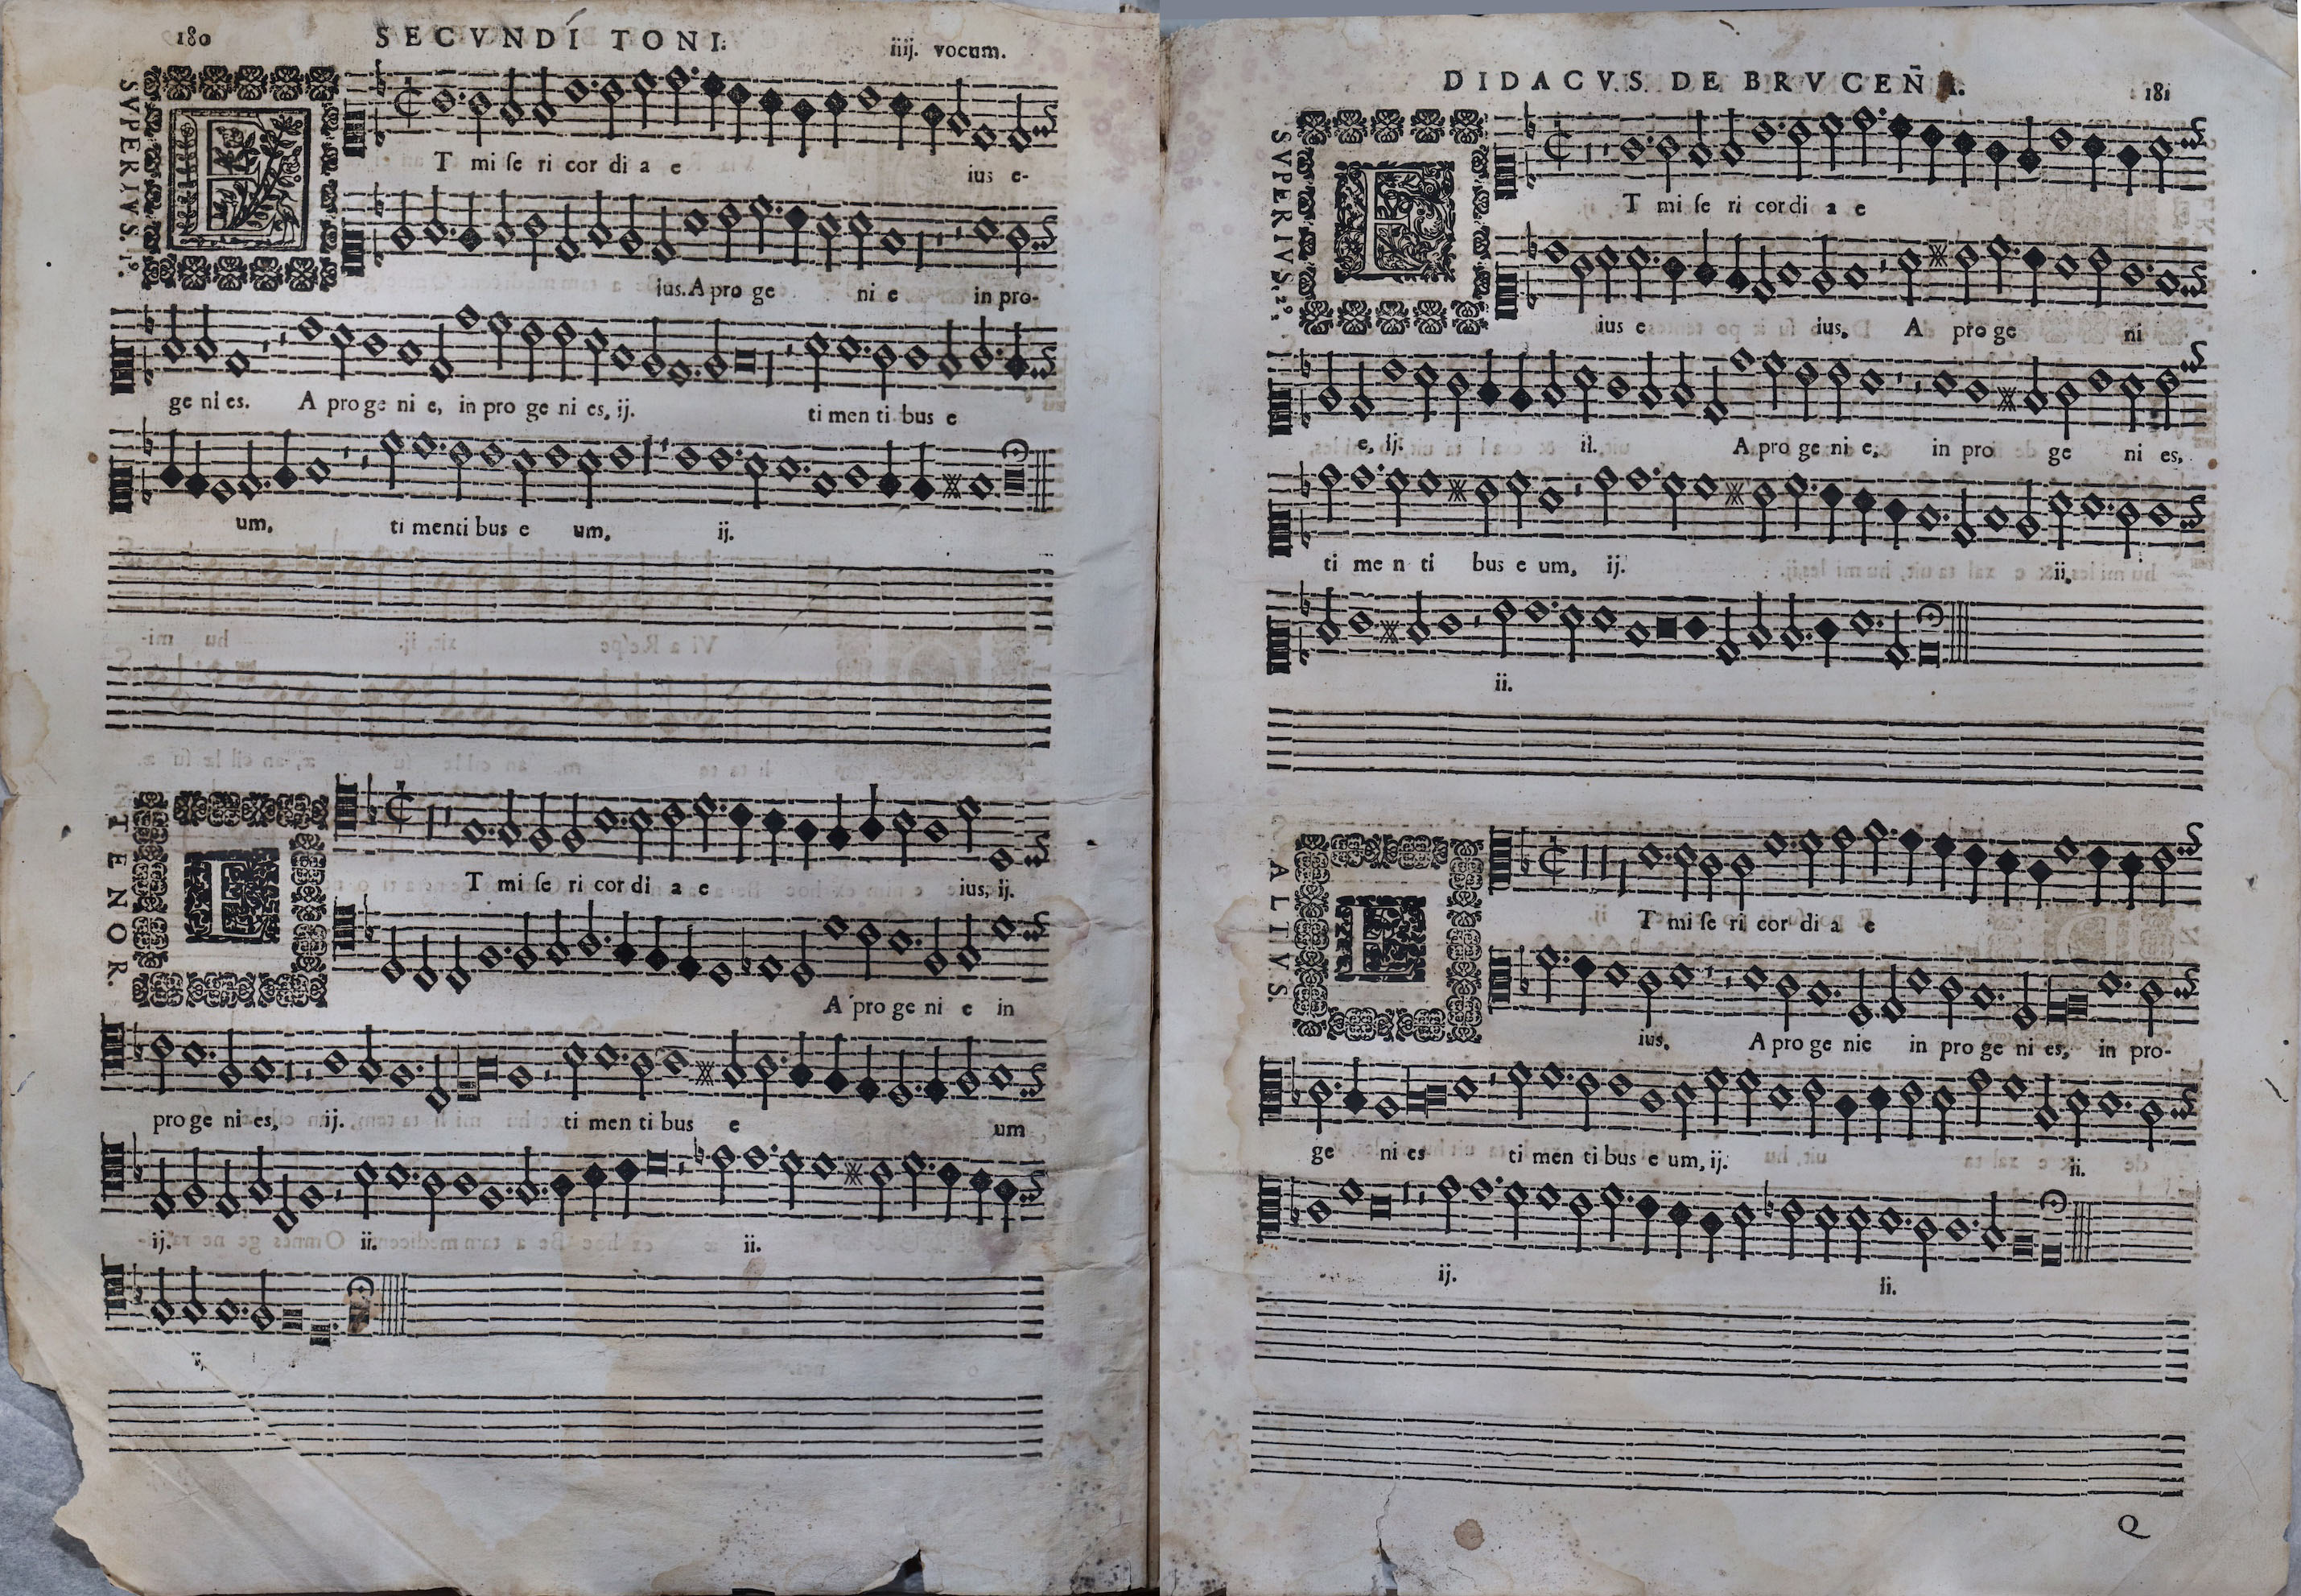 180 SECVNDI TONI. iiij. vocum.
SVPERIVS. 1º.
ET mi se ri cor di a e ius e-
ius. A pro ge ni e in pro-
ge ni es. A pro ge ni e, in pro ge ni es, ij. ti men ti bus e
um, ti menti bus e um, ij.
TENOR.
ET mi se ri cor di a e ius, ij.
A pro ge ni e in
pro ge ni es, ij. ti men ti bus e um
ij. ii. ii.
DIDACVS. DE BRVCEÑA. 181
SVPERIVS. 2º.
ET mi se ri cor di a e
ius e ius. A pro ge ni
e, ij. ii. A pro ge ni e, in pro ge ni es,
ti me n ti bus e um, ij. ii.
ii.
ALTVS.
ET mi se ri cor di a e
ius. A pro ge nie in pro ge ni es, in pro-
ge ni es ti men ti bus e um, ij. ii.
ij. ii.
Q